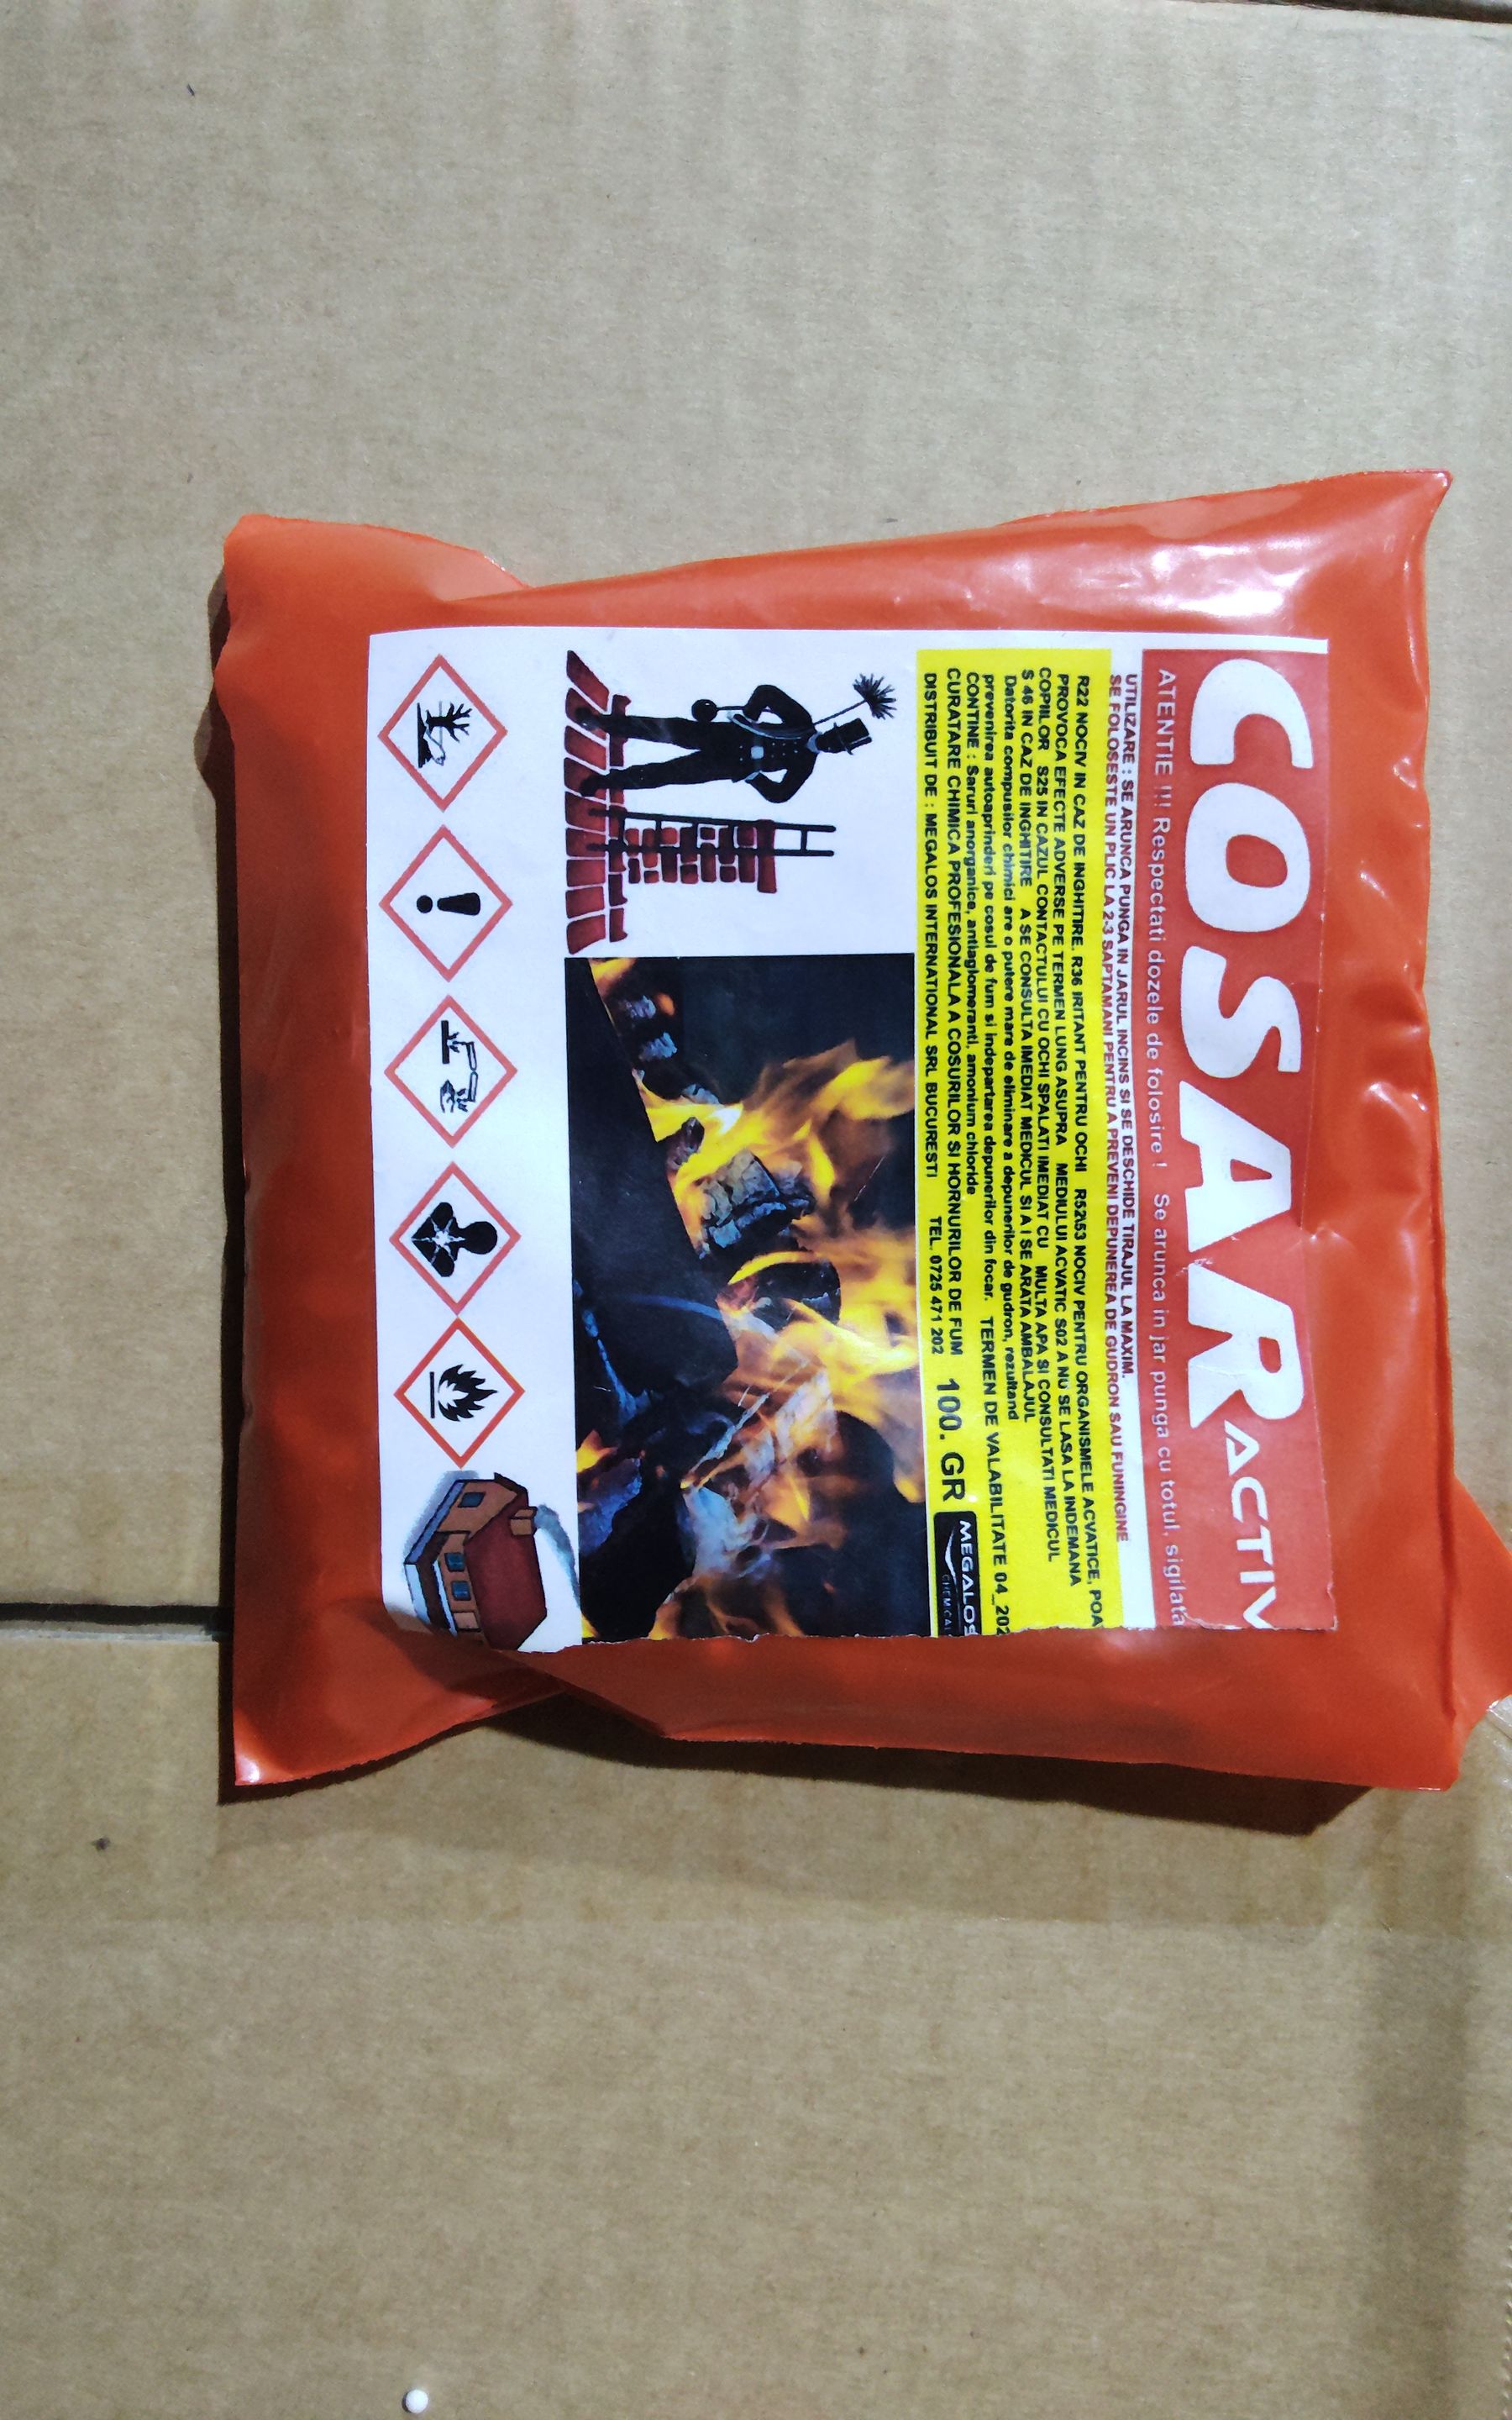 COSAR ACTIV
ATENTIE !!! Respectati dozele de folosire ! Se arunca in jar punga cu totul, sigilata
UTILIZARE : SE ARUNCA PUNGA IN JARUL INCINS SI SE DESCHIDE TIRAJUL LA MAXIM.
SE FOLOSESTE UN PLIC LA 2-3 SAPTAMANI PENTRU A PREVENI DEPUNEREA DE GUDRON SAU FUNINGINE
R22 NOCIV IN CAZ DE INGHITIRE. R36 IRITANT PENTRU OCHI R52\53 NOCIV PENTRU ORGANISMELE ACVATICE, POA
PROVOCA EFECTE ADVERSE PE TERMEN LUNG ASUPRA MEDIULUI ACVATIC S02 A NU SE LASA LA INDEMANA
COPIILOR S25 IN CAZUL CONTACTULUI CU OCHI SPALATI IMEDIAT CU MULTA APA SI CONSULTATI MEDICUL
S 46 IN CAZ DE INGHITIRE A SE CONSULTA IMEDIAT MEDICUL SI A I SE ARATA AMBALAJUL
Datorita compusilor chimici are o putere mare de eliminare a depunerilor de gudron, rezultand
prevenirea autoaprinderi pe cosul de fum si indepartarea depunerilor din focar. TERMEN DE VALABILITATE 04_202
CONTINE : Saruri anorganice, antiaglomeranti, amonium chloride
CURATARE CHIMICA PROFESIONALA A COSURILOR SI HORNURILOR DE FUM 100. GR
DISTRIBUIT DE : MEGALOS INTERNATIONAL SRL BUCURESTI TEL. 0725 471 202
MEGALOS
CHEMICAL